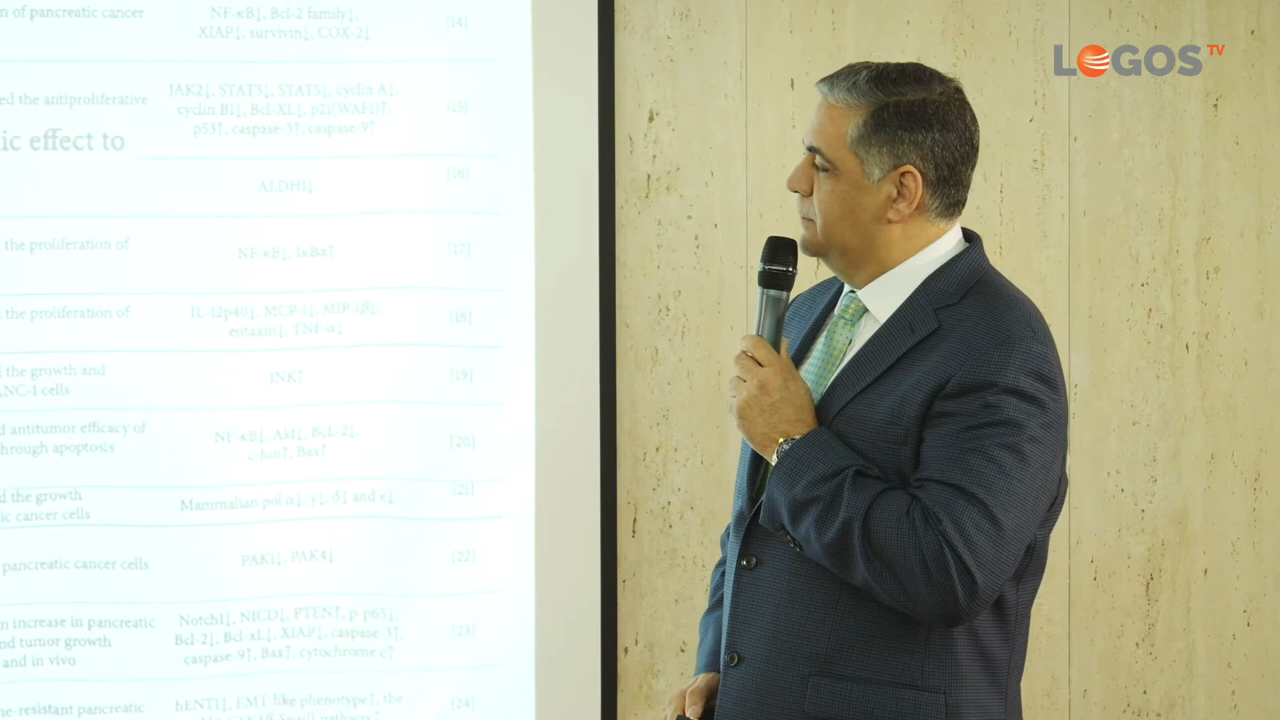 LOGOS TV
n of pancreatic cancer
NF-κB↓, Bcl-2 family↓,
XIAP↓, survivin↓, COX-2↓
[14]
ed the antiproliferative
JAK2↓, STAT3↓, STAT5↓, cyclin A↓,
cyclin B1↓, Bcl-XL↓, p21(WAF1)↑,
p53↑, caspase-3↑, caspase-9↑
[15]
ic effect to
ALDH1↓
[16]
the proliferation of
NF-κB↓, IκBα↑
[17]
the proliferation of
IL-12p40↓, MCP-1↓, MIP-1β↓,
eotaxin↓, TNF-α↓
[18]
the growth and
ANC-1 cells
JNK↑
[19]
d antitumor efficacy of
hrough apoptosis
NF-κB↓, Akt↓, BcL-2↓,
c-Jun↑, Bax↑
[20]
d the growth
ic cancer cells
Mammalian pol α↓, γ↓, δ↓ and ε↓
[21]
pancreatic cancer cells
PAK1↓, PAK4↓
[22]
n increase in pancreatic
nd tumor growth
and in vivo
Notch1↓, NICD↓, PTEN↑, p-p65↓,
Bcl-2↓, Bcl-xL↓, XIAP↓, caspase-3↑,
caspase-9↑, Bax↑, cytochrome c↑
[23]
ne-resistant pancreatic
hENT1↓, EMT-like phenotype↑, the
pathway↑
[24]